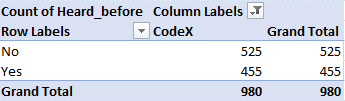 Count of Heard_before Column Labels
Row Labels CodeX Grand Total
No 525 525
Yes 455 455
Grand Total 980 980